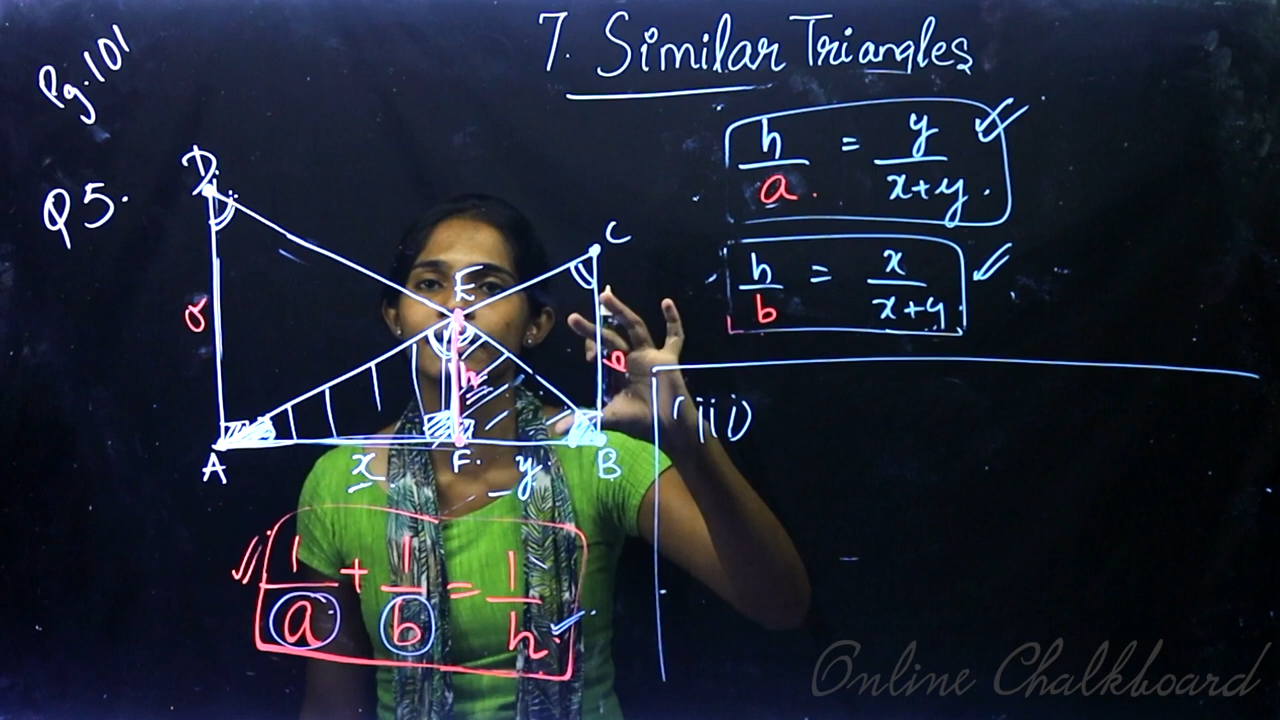 Pg.101
7. Similar Triangles
Q5.
h/a = y/x+y
h/b = x/x+y
D
C
E
a
b
h
A
x
F
y
B
(iii)
1/a + 1/b = 1/h
Online Chalkboard